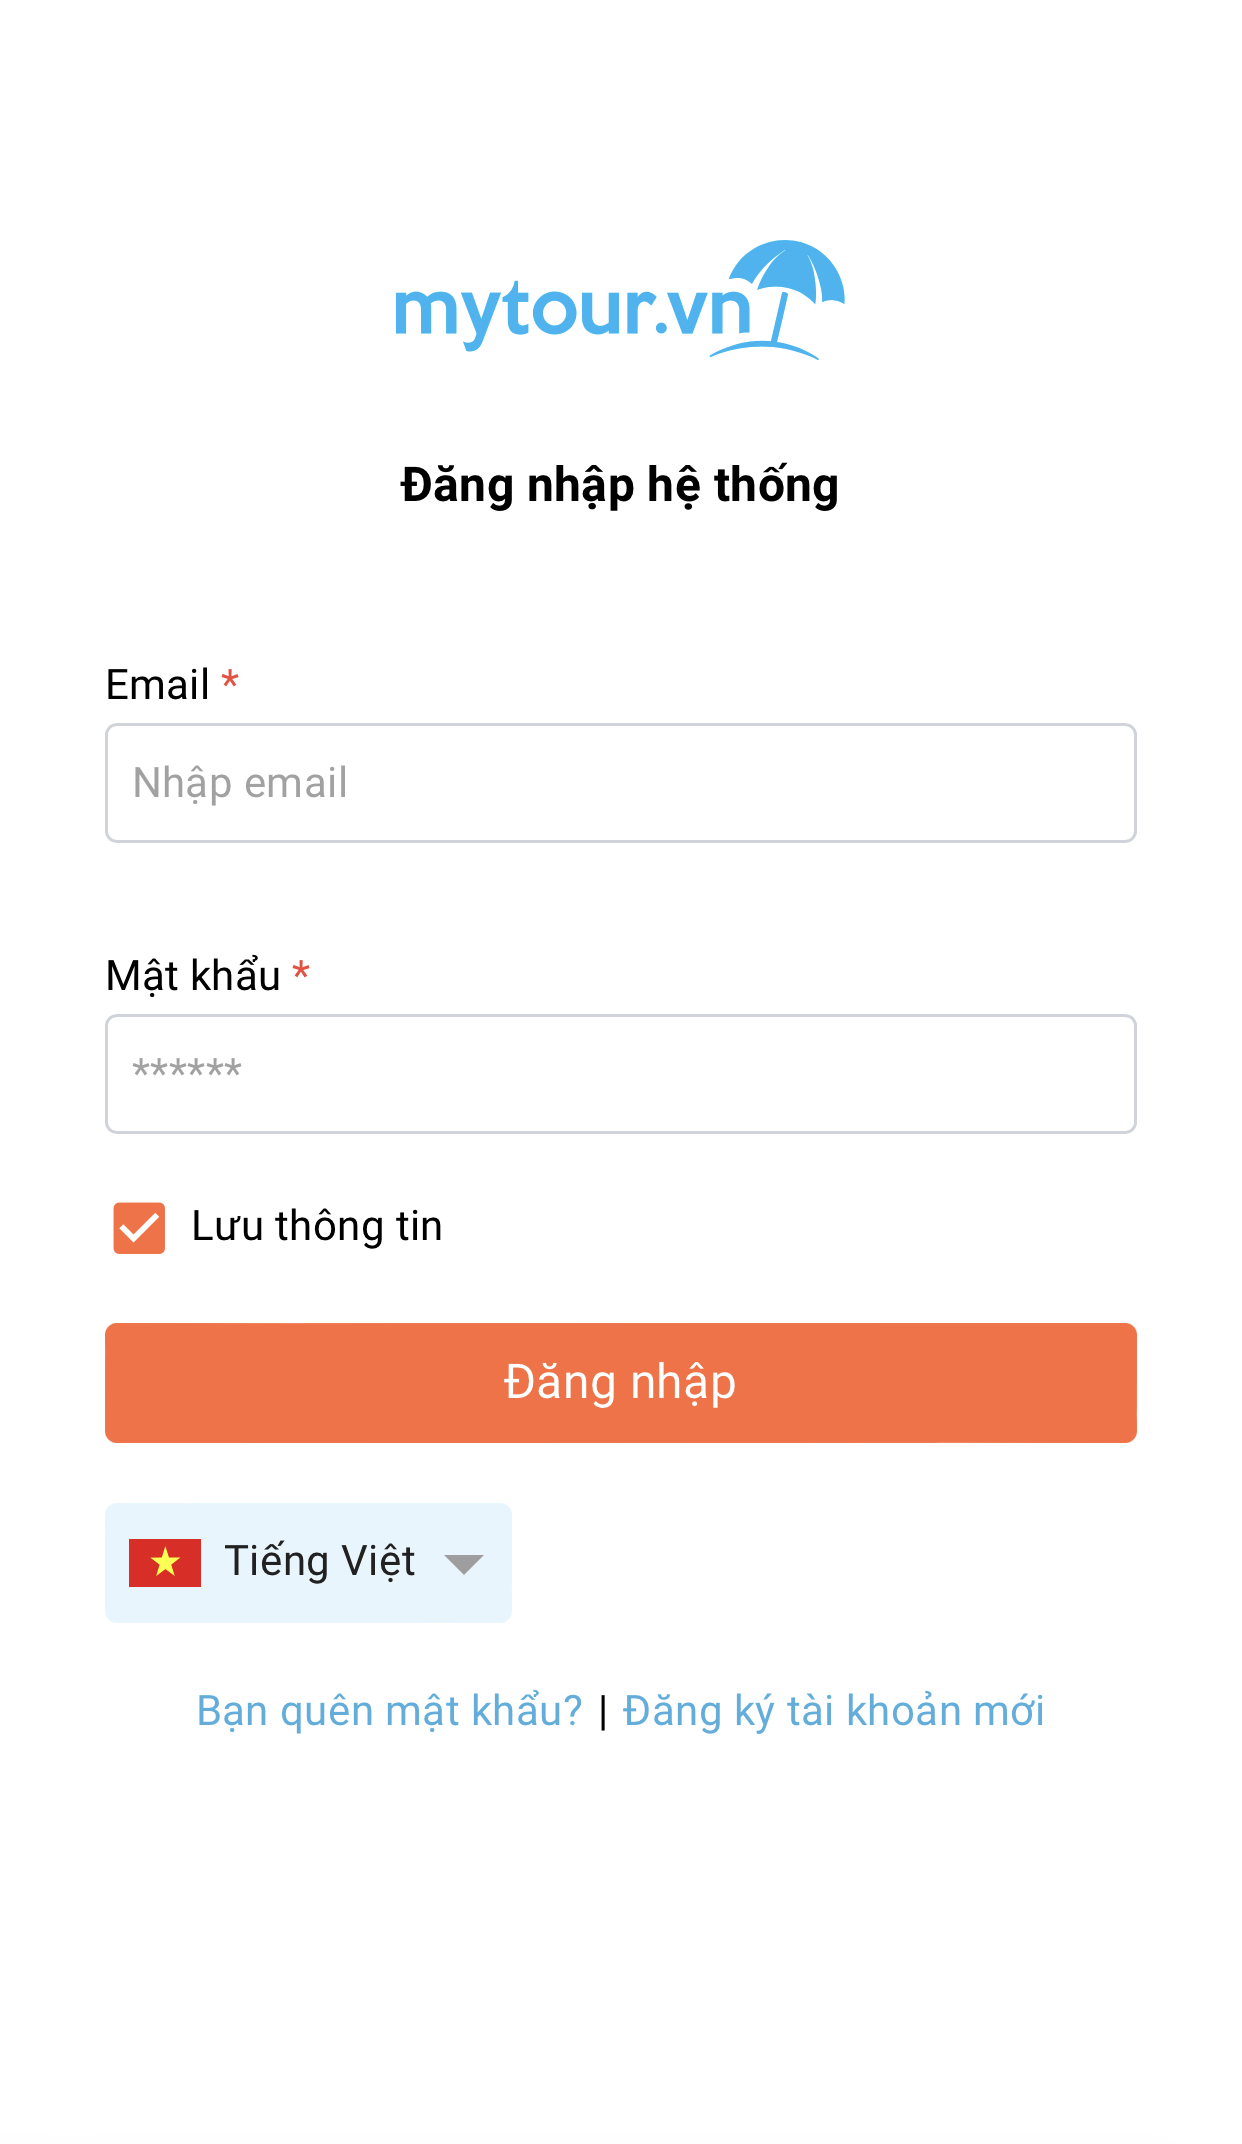 mytour.vn
Đăng nhập hệ thống
Email *
Nhập email
Mật khẩu *
******
Lưu thông tin
Đăng nhập
Tiếng Việt
Bạn quên mật khẩu? | Đăng ký tài khoản mới